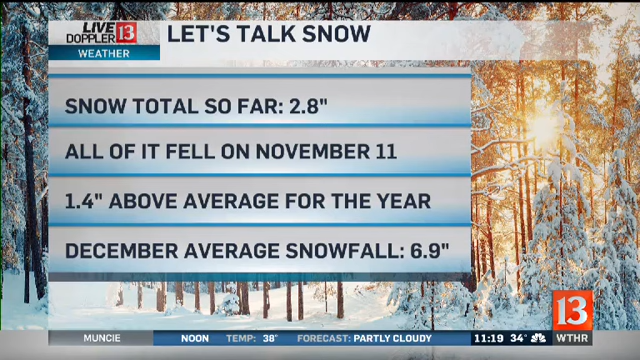 LIVE
DOPPLER 13
WEATHER
LET'S TALK SNOW
SNOW TOTAL SO FAR: 2.8"
ALL OF IT FELL ON NOVEMBER 11
1.4" ABOVE AVERAGE FOR THE YEAR
DECEMBER AVERAGE SNOWFALL: 6.9"
13
MUNCIE NOON TEMP: 38° FORECAST: PARTLY CLOUDY 11:19 34° WTHR